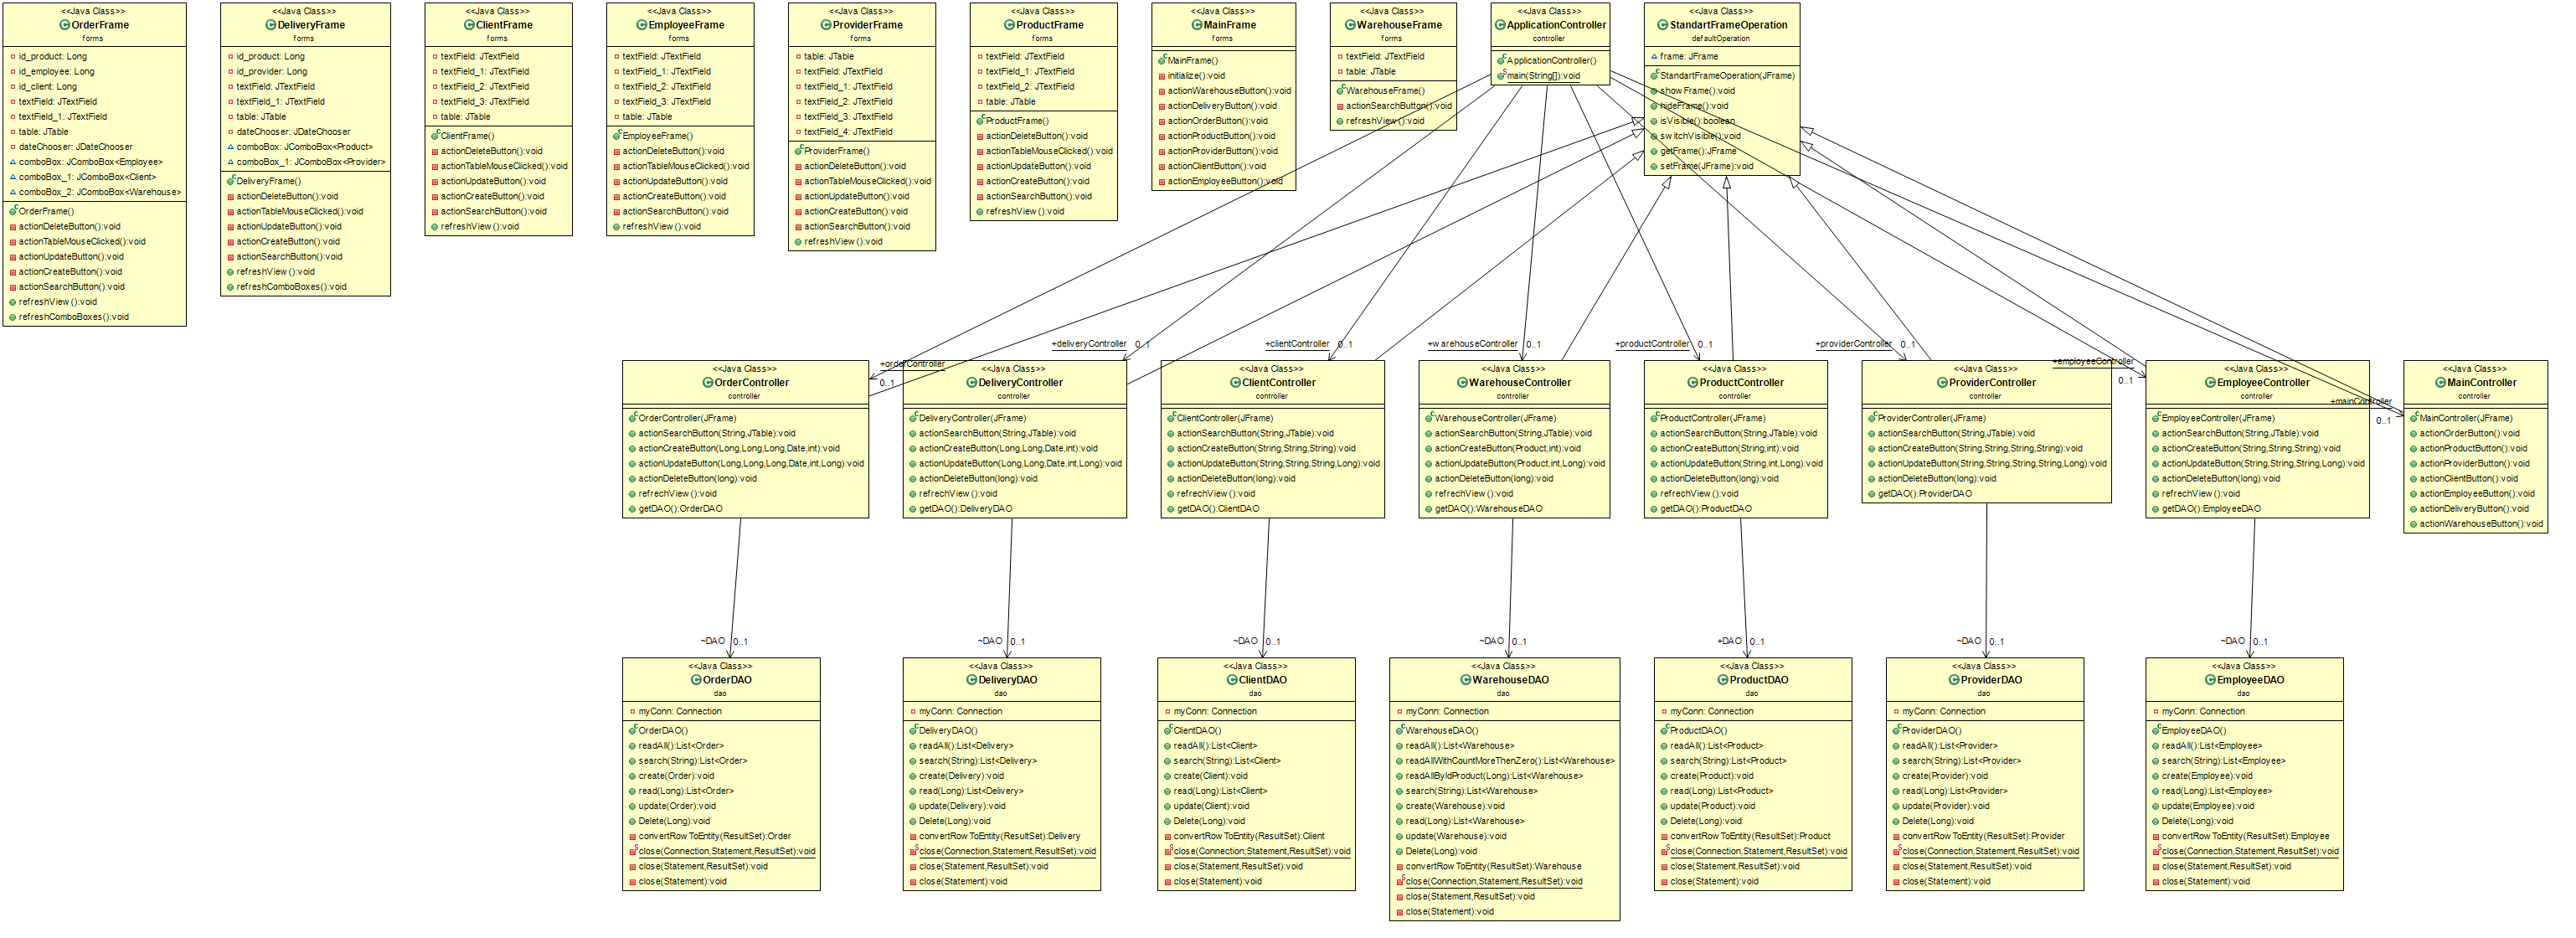 <<Java Class>>
OrderFrame
forms
id_product: Long
id_employee: Long
id_client: Long
textField: JTextField
textField_1: JTextField
table: JTable
dateChooser: JDateChooser
comboBox: JComboBox<Employee>
comboBox_1: JComboBox<Client>
comboBox_2: JComboBox<Warehouse>
OrderFrame()
actionDeleteButton():void
actionTableMouseClicked():void
actionUpdateButton():void
actionCreateButton():void
actionSearchButton():void
refreshView():void
refreshComboBoxes():void
<<Java Class>>
DeliveryFrame
forms
id_product: Long
id_provider: Long
textField: JTextField
textField_1: JTextField
table: JTable
dateChooser: JDateChooser
comboBox: JComboBox<Product>
comboBox_1: JComboBox<Provider>
DeliveryFrame()
actionDeleteButton():void
actionTableMouseClicked():void
actionUpdateButton():void
actionCreateButton():void
actionSearchButton():void
refreshView():void
refreshComboBoxes():void
<<Java Class>>
ClientFrame
forms
textField: JTextField
textField_1: JTextField
textField_2: JTextField
textField_3: JTextField
table: JTable
ClientFrame()
actionDeleteButton():void
actionTableMouseClicked():void
actionUpdateButton():void
actionCreateButton():void
actionSearchButton():void
refreshView():void
<<Java Class>>
EmployeeFrame
forms
textField: JTextField
textField_1: JTextField
textField_2: JTextField
textField_3: JTextField
table: JTable
EmployeeFrame()
actionDeleteButton():void
actionTableMouseClicked():void
actionUpdateButton():void
actionCreateButton():void
actionSearchButton():void
refreshView():void
<<Java Class>>
ProviderFrame
forms
table: JTable
textField: JTextField
textField_1: JTextField
textField_2: JTextField
textField_3: JTextField
textField_4: JTextField
ProviderFrame()
actionDeleteButton():void
actionTableMouseClicked():void
actionUpdateButton():void
actionCreateButton():void
actionSearchButton():void
refreshView():void
<<Java Class>>
ProductFrame
forms
textField: JTextField
textField_1: JTextField
textField_2: JTextField
table: JTable
ProductFrame()
actionDeleteButton():void
actionTableMouseClicked():void
actionUpdateButton():void
actionCreateButton():void
actionSearchButton():void
refreshView():void
<<Java Class>>
MainFrame
forms
MainFrame()
initialize():void
actionWarehouseButton():void
actionDeliveryButton():void
actionOrderButton():void
actionProductButton():void
actionProviderButton():void
actionClientButton():void
actionEmployeeButton():void
<<Java Class>>
WarehouseFrame
forms
textField: JTextField
table: JTable
WarehouseFrame()
actionSearchButton():void
refreshView():void
<<Java Class>>
ApplicationController
controller
ApplicationController()
main(String[]):void
<<Java Class>>
StandartFrameOperation
defaultOperation
frame: JFrame
StandartFrameOperation(JFrame)
showFrame():void
hideFrame():void
isVisible():boolean
switchVisible():void
getFrame():JFrame
setFrame(JFrame):void
+orderController
0..1
+deliveryController 0..1
+clientController 0..1
+warehouseController 0..1
+productController 0..1
+providerController 0..1
+employeeController
0..1
+mainController
0..1
<<Java Class>>
OrderController
controller
OrderController(JFrame)
actionSearchButton(String,JTable):void
actionCreateButton(Long,Long,Long,Date,int):void
actionUpdateButton(Long,Long,Long,Date,int,Long):void
actionDeleteButton(long):void
refrechView():void
getDAO():OrderDAO
<<Java Class>>
DeliveryController
controller
DeliveryController(JFrame)
actionSearchButton(String,JTable):void
actionCreateButton(Long,Long,Date,int):void
actionUpdateButton(Long,Long,Date,int,Long):void
actionDeleteButton(long):void
refrechView():void
getDAO():DeliveryDAO
<<Java Class>>
ClientController
controller
ClientController(JFrame)
actionSearchButton(String,JTable):void
actionCreateButton(String,String,String):void
actionUpdateButton(String,String,String,Long):void
actionDeleteButton(long):void
refrechView():void
getDAO():ClientDAO
<<Java Class>>
WarehouseController
controller
WarehouseController(JFrame)
actionSearchButton(String,JTable):void
actionCreateButton(Product,int):void
actionUpdateButton(Product,int,Long):void
actionDeleteButton(long):void
refrechView():void
getDAO():WarehouseDAO
<<Java Class>>
ProductController
controller
ProductController(JFrame)
actionSearchButton(String,JTable):void
actionCreateButton(String,int):void
actionUpdateButton(String,int,Long):void
actionDeleteButton(long):void
refrechView():void
getDAO():ProductDAO
<<Java Class>>
ProviderController
controller
ProviderController(JFrame)
actionSearchButton(String,JTable):void
actionCreateButton(String,String,String,String):void
actionUpdateButton(String,String,String,String,Long):void
actionDeleteButton(long):void
getDAO():ProviderDAO
<<Java Class>>
EmployeeController
controller
EmployeeController(JFrame)
actionSearchButton(String,JTable):void
actionCreateButton(String,String,String):void
actionUpdateButton(String,String,String,Long):void
actionDeleteButton(long):void
refrechView():void
getDAO():EmployeeDAO
<<Java Class>>
MainController
controller
MainController(JFrame)
actionOrderButton():void
actionProductButton():void
actionProviderButton():void
actionClientButton():void
actionEmployeeButton():void
actionDeliveryButton():void
actionWarehouseButton():void
~DAO 0..1
~DAO 0..1
~DAO 0..1
~DAO 0..1
+DAO 0..1
~DAO 0..1
~DAO 0..1
<<Java Class>>
OrderDAO
dao
myConn: Connection
OrderDAO()
readAll():List<Order>
search(String):List<Order>
create(Order):void
read(Long):List<Order>
update(Order):void
Delete(Long):void
convertRowToEntity(ResultSet):Order
close(Connection,Statement,ResultSet):void
close(Statement,ResultSet):void
close(Statement):void
<<Java Class>>
DeliveryDAO
dao
myConn: Connection
DeliveryDAO()
readAll():List<Delivery>
search(String):List<Delivery>
create(Delivery):void
read(Long):List<Delivery>
update(Delivery):void
Delete(Long):void
convertRowToEntity(ResultSet):Delivery
close(Connection,Statement,ResultSet):void
close(Statement,ResultSet):void
close(Statement):void
<<Java Class>>
ClientDAO
dao
myConn: Connection
ClientDAO()
readAll():List<Client>
search(String):List<Client>
create(Client):void
read(Long):List<Client>
update(Client):void
Delete(Long):void
convertRowToEntity(ResultSet):Client
close(Connection,Statement,ResultSet):void
close(Statement,ResultSet):void
close(Statement):void
<<Java Class>>
WarehouseDAO
dao
myConn: Connection
WarehouseDAO()
readAll():List<Warehouse>
readAllWithCountMoreThenZero():List<Warehouse>
readAllByIdProduct(Long):List<Warehouse>
search(String):List<Warehouse>
create(Warehouse):void
read(Long):List<Warehouse>
update(Warehouse):void
Delete(Long):void
convertRowToEntity(ResultSet):Warehouse
close(Connection,Statement,ResultSet):void
close(Statement,ResultSet):void
close(Statement):void
<<Java Class>>
ProductDAO
dao
myConn: Connection
ProductDAO()
readAll():List<Product>
search(String):List<Product>
create(Product):void
read(Long):List<Product>
update(Product):void
Delete(Long):void
convertRowToEntity(ResultSet):Product
close(Connection,Statement,ResultSet):void
close(Statement,ResultSet):void
close(Statement):void
<<Java Class>>
ProviderDAO
dao
myConn: Connection
ProviderDAO()
readAll():List<Provider>
search(String):List<Provider>
create(Provider):void
read(Long):List<Provider>
update(Provider):void
Delete(Long):void
convertRowToEntity(ResultSet):Provider
close(Connection,Statement,ResultSet):void
close(Statement,ResultSet):void
close(Statement):void
<<Java Class>>
EmployeeDAO
dao
myConn: Connection
EmployeeDAO()
readAll():List<Employee>
search(String):List<Employee>
create(Employee):void
read(Long):List<Employee>
update(Employee):void
Delete(Long):void
convertRowToEntity(ResultSet):Employee
close(Connection,Statement,ResultSet):void
close(Statement,ResultSet):void
close(Statement):void